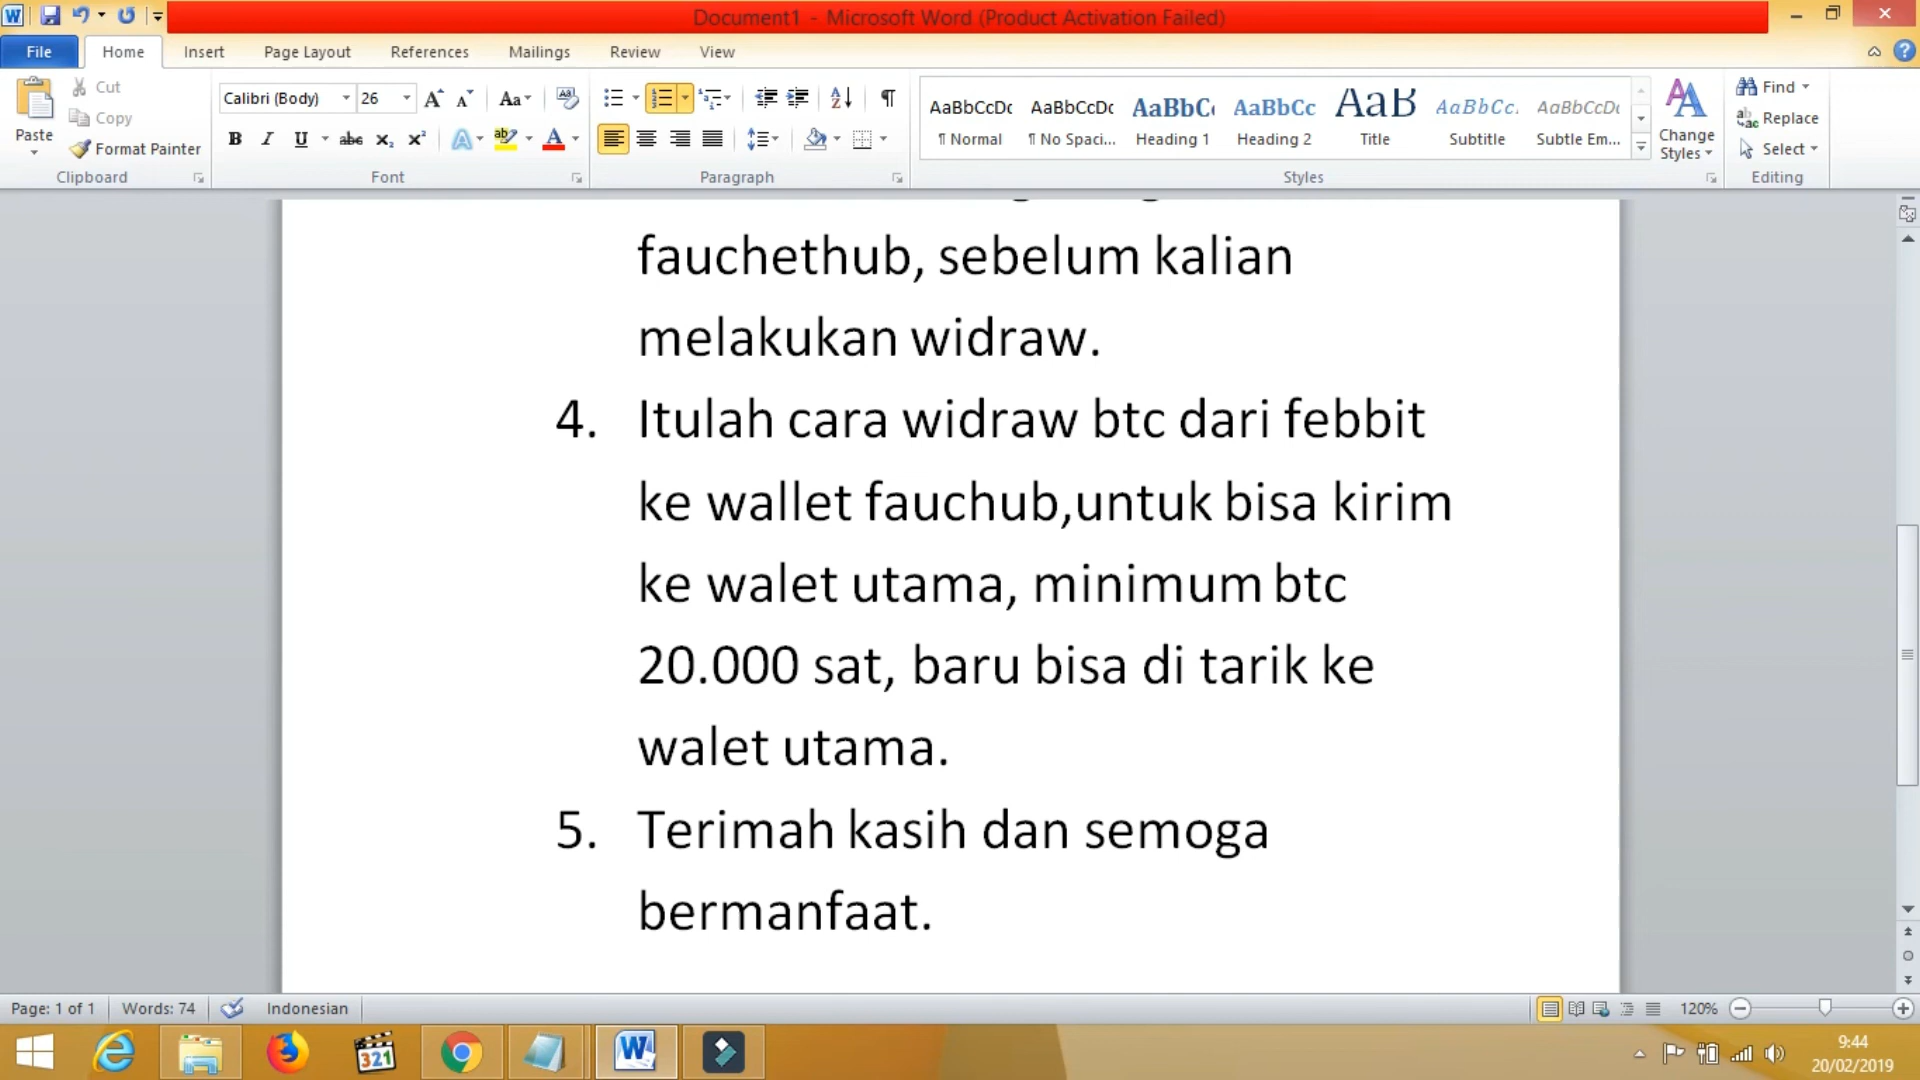 Document1 - Microsoft Word (Product Activation Failed)
File Home Insert Page Layout References Mailings Review View
Cut
Copy
Format Painter
Paste
Clipboard
Calibri (Body) 26
Font
Paragraph
AaBbCcDc AaBbCcDc AaBbC AaBbCc AaB AaBbCc. AaBbCcDc
¶ Normal ¶ No Spaci... Heading 1 Heading 2 Title Subtitle Subtle Em...
Change Styles
Styles
Find
Replace
Select
Editing
fauchethub, sebelum kalian
melakukan widraw.
4. Itulah cara widraw btc dari febbit
ke wallet fauchub,untuk bisa kirim
ke walet utama, minimum btc
20.000 sat, baru bisa di tarik ke
walet utama.
5. Terimah kasih dan semoga
bermanfaat.
Page: 1 of 1 Words: 74 Indonesian 120%
321
9:44
20/02/2019